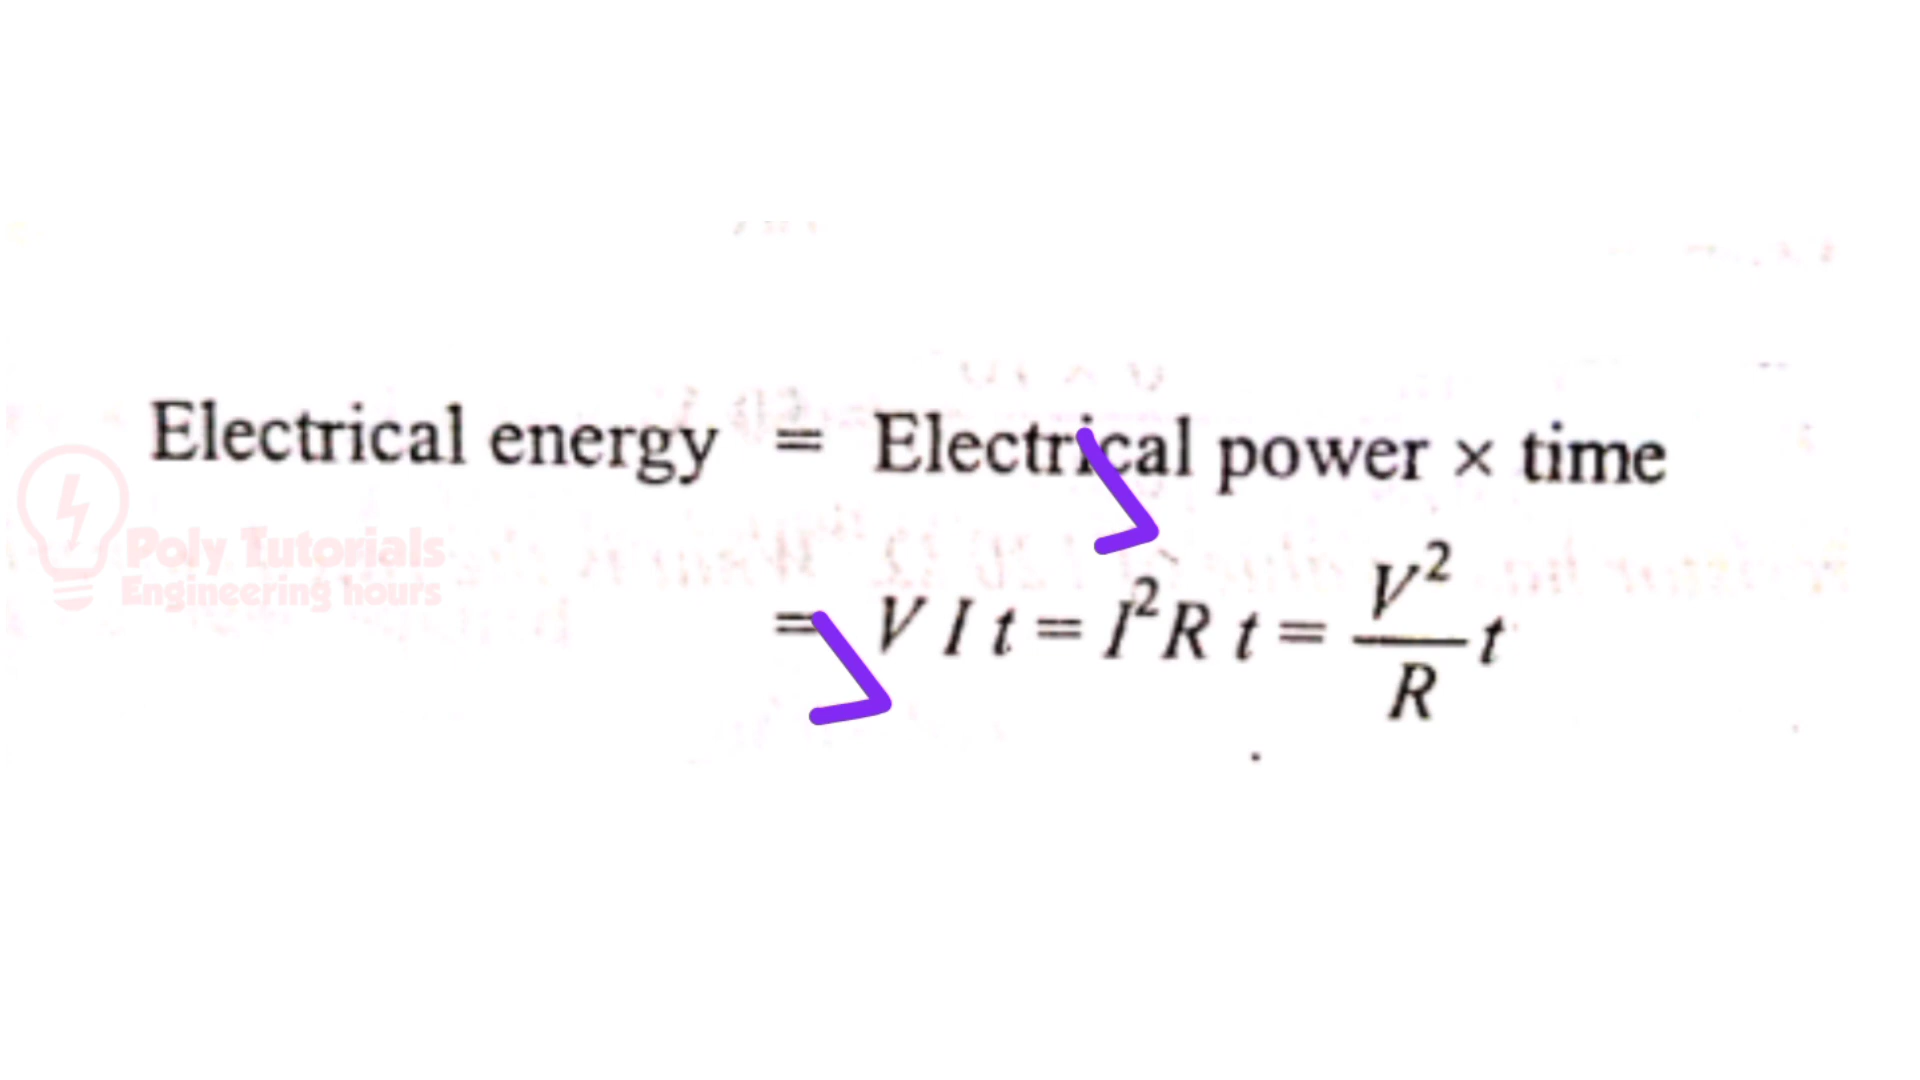 Electrical energy = Electrical power × time
Poly Tutorials
Engineering hours
= V I t = I²R t = V²/R t